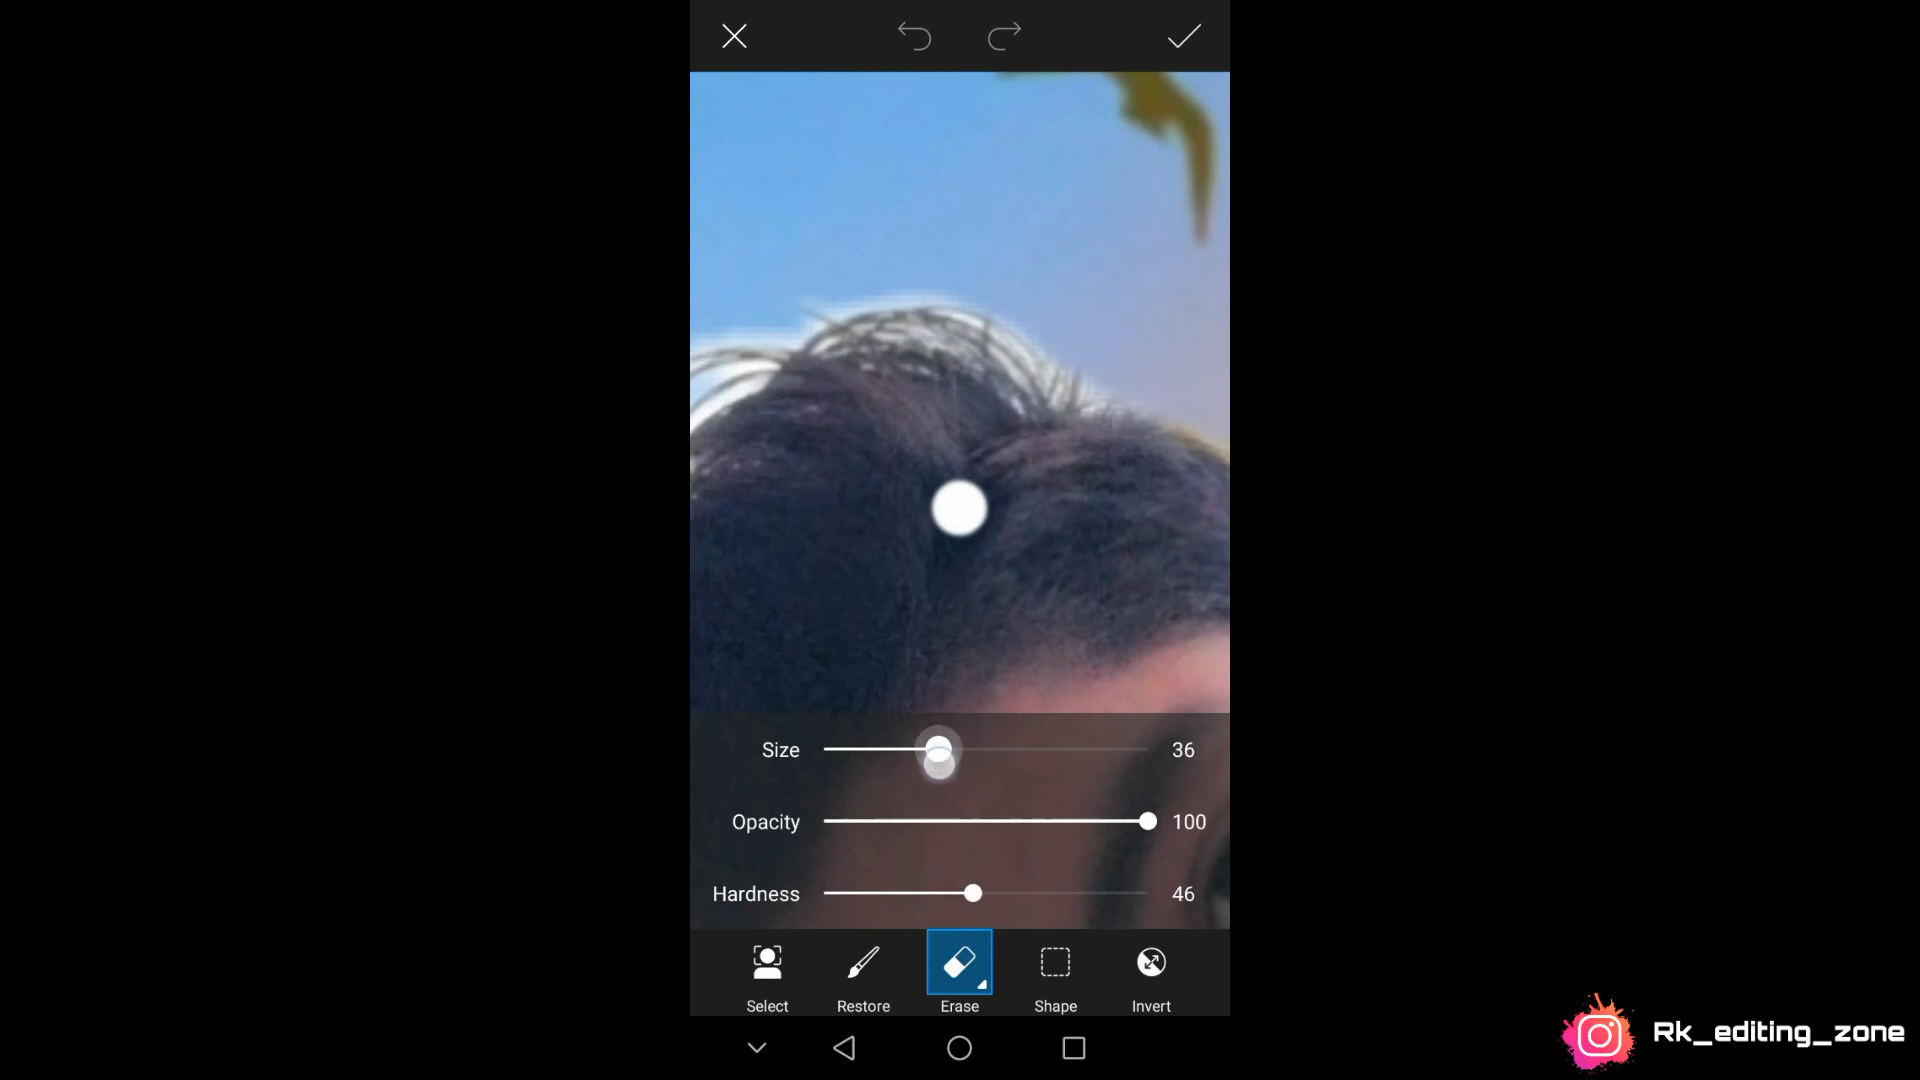 Size 36
Opacity 100
Hardness 46
Select Restore Erase Shape Invert
Rk_editing_zone